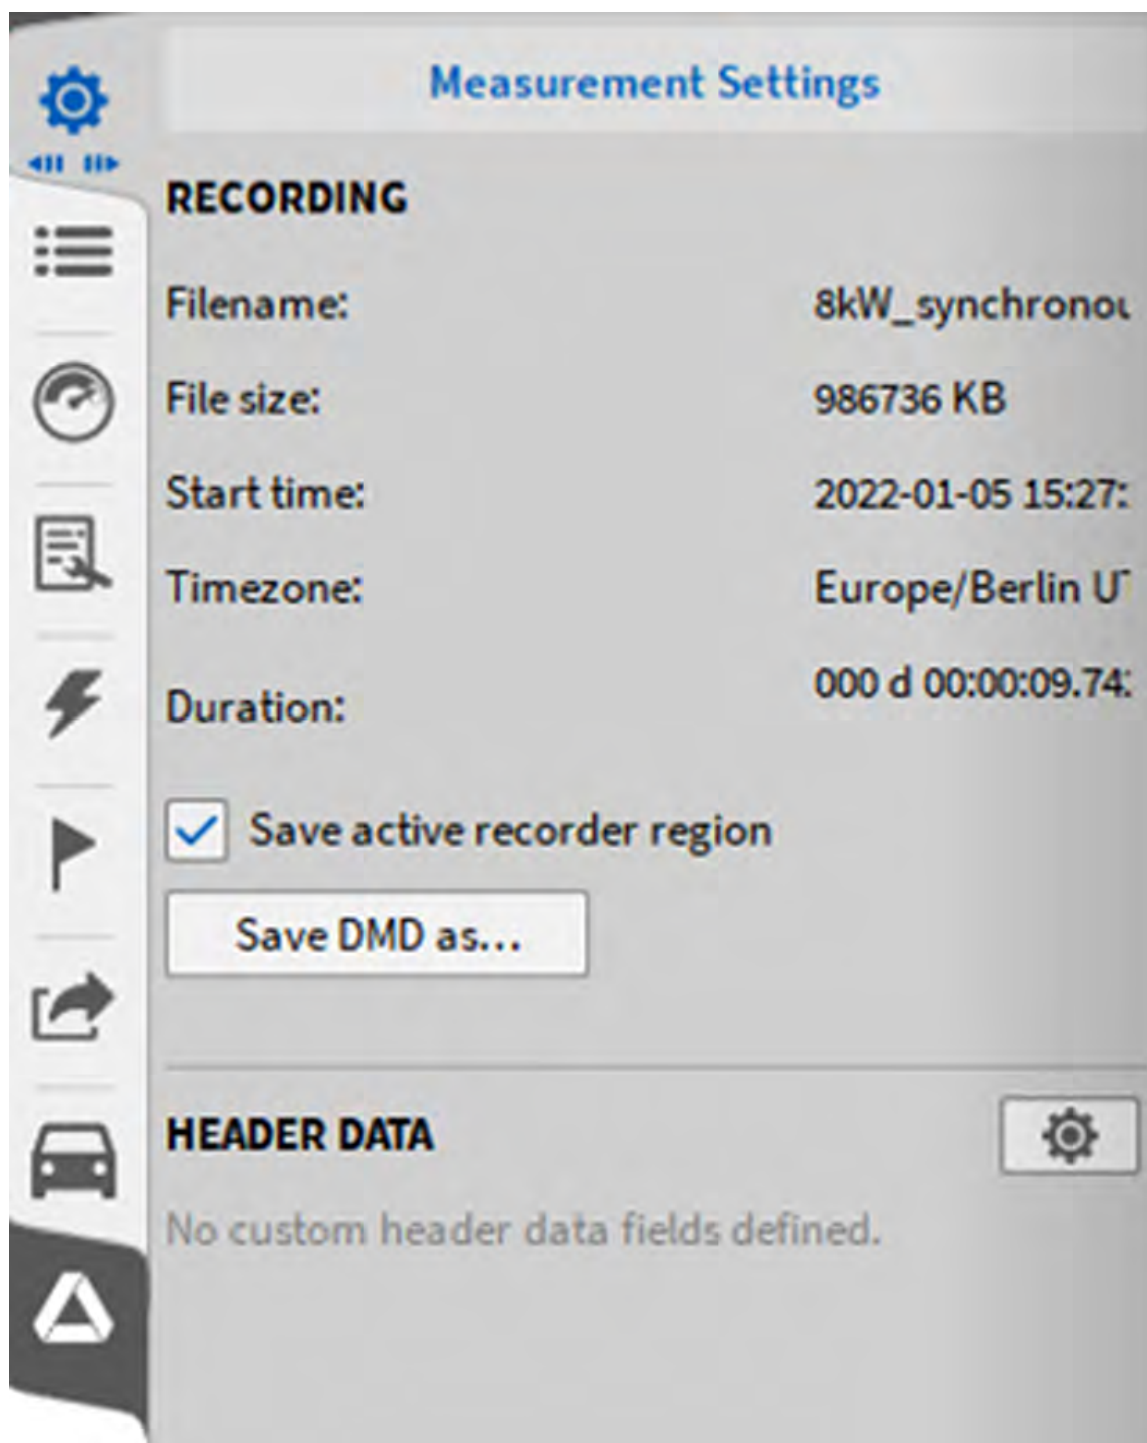 Measurement Settings
RECORDING
Filename: 8kW_synchronou
File size: 986736 KB
Start time: 2022-01-05 15:27:
Timezone: Europe/Berlin U
Duration: 000 d 00:00:09.74
Save active recorder region
Save DMD as...
HEADER DATA
No custom header data fields defined.